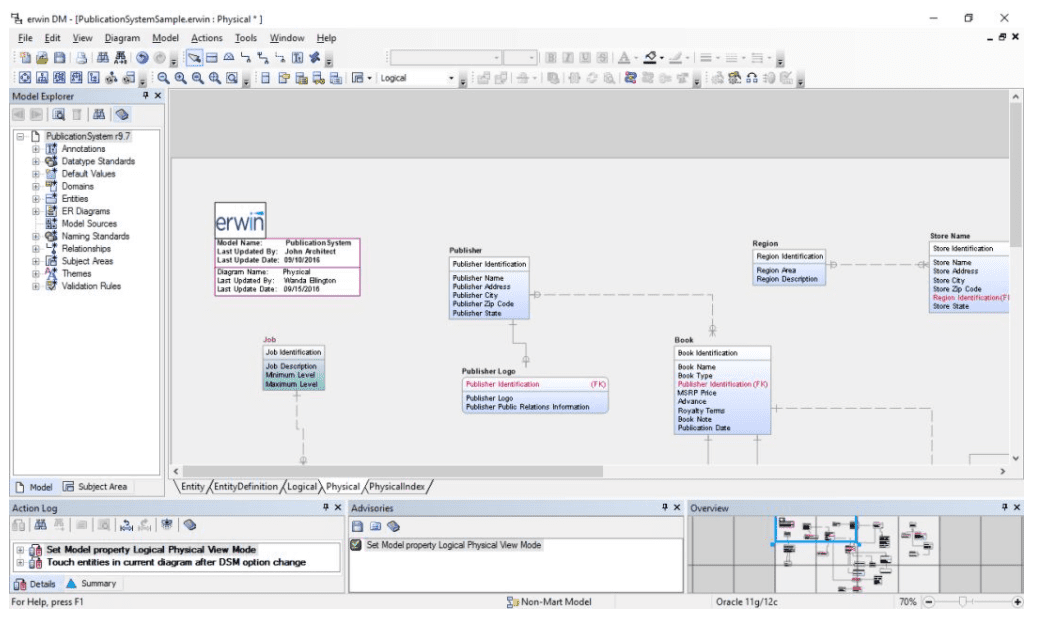 erwin DM - [PublicationSystemSample.erwin : Physical * ]
File Edit View Diagram Model Actions Tools Window Help
Logical
Model Explorer
PublicationSystem r9.7
Annotations
Datatype Standards
Default Values
Domains
Entities
ER Diagrams
Model Sources
Naming Standards
Relationships
Subject Areas
Themes
Validation Rules
Model Subject Area
erwin
Model Name: PublicationSystem
Last Updated By: John Architect
Last Update Date: 09/10/2016
Diagram Name: Physical
Last Updated By: Wanda Ellington
Last Update Date: 09/15/2016
Job
Job Identification
Job Description
Minimum Level
Maximum Level
Publisher
Publisher Identification
Publisher Name
Publisher Address
Publisher City
Publisher Zip Code
Publisher State
Publisher Logo
Publisher Identification (FK)
Publisher Logo
Publisher Public Relations Information
Region
Region Identification
Region Area
Region Description
Book
Book Identification
Book Name
Book Type
Publisher Identification (FK)
MSRP Price
Advance
Royalty Terms
Book Note
Publication Date
Store Name
Store Identification
Store Name
Store Address
Store City
Store Zip Code
Region Identification(F
Store State
Entity EntityDefinition Logical Physical PhysicalIndex
Action Log
Set Model property Logical Physical View Mode
Touch entities in current diagram after DSM option change
Details Summary
Advisories
Set Model property Logical Physical View Mode
Overview
For Help, press F1
Non-Mart Model
Oracle 11g/12c
70%